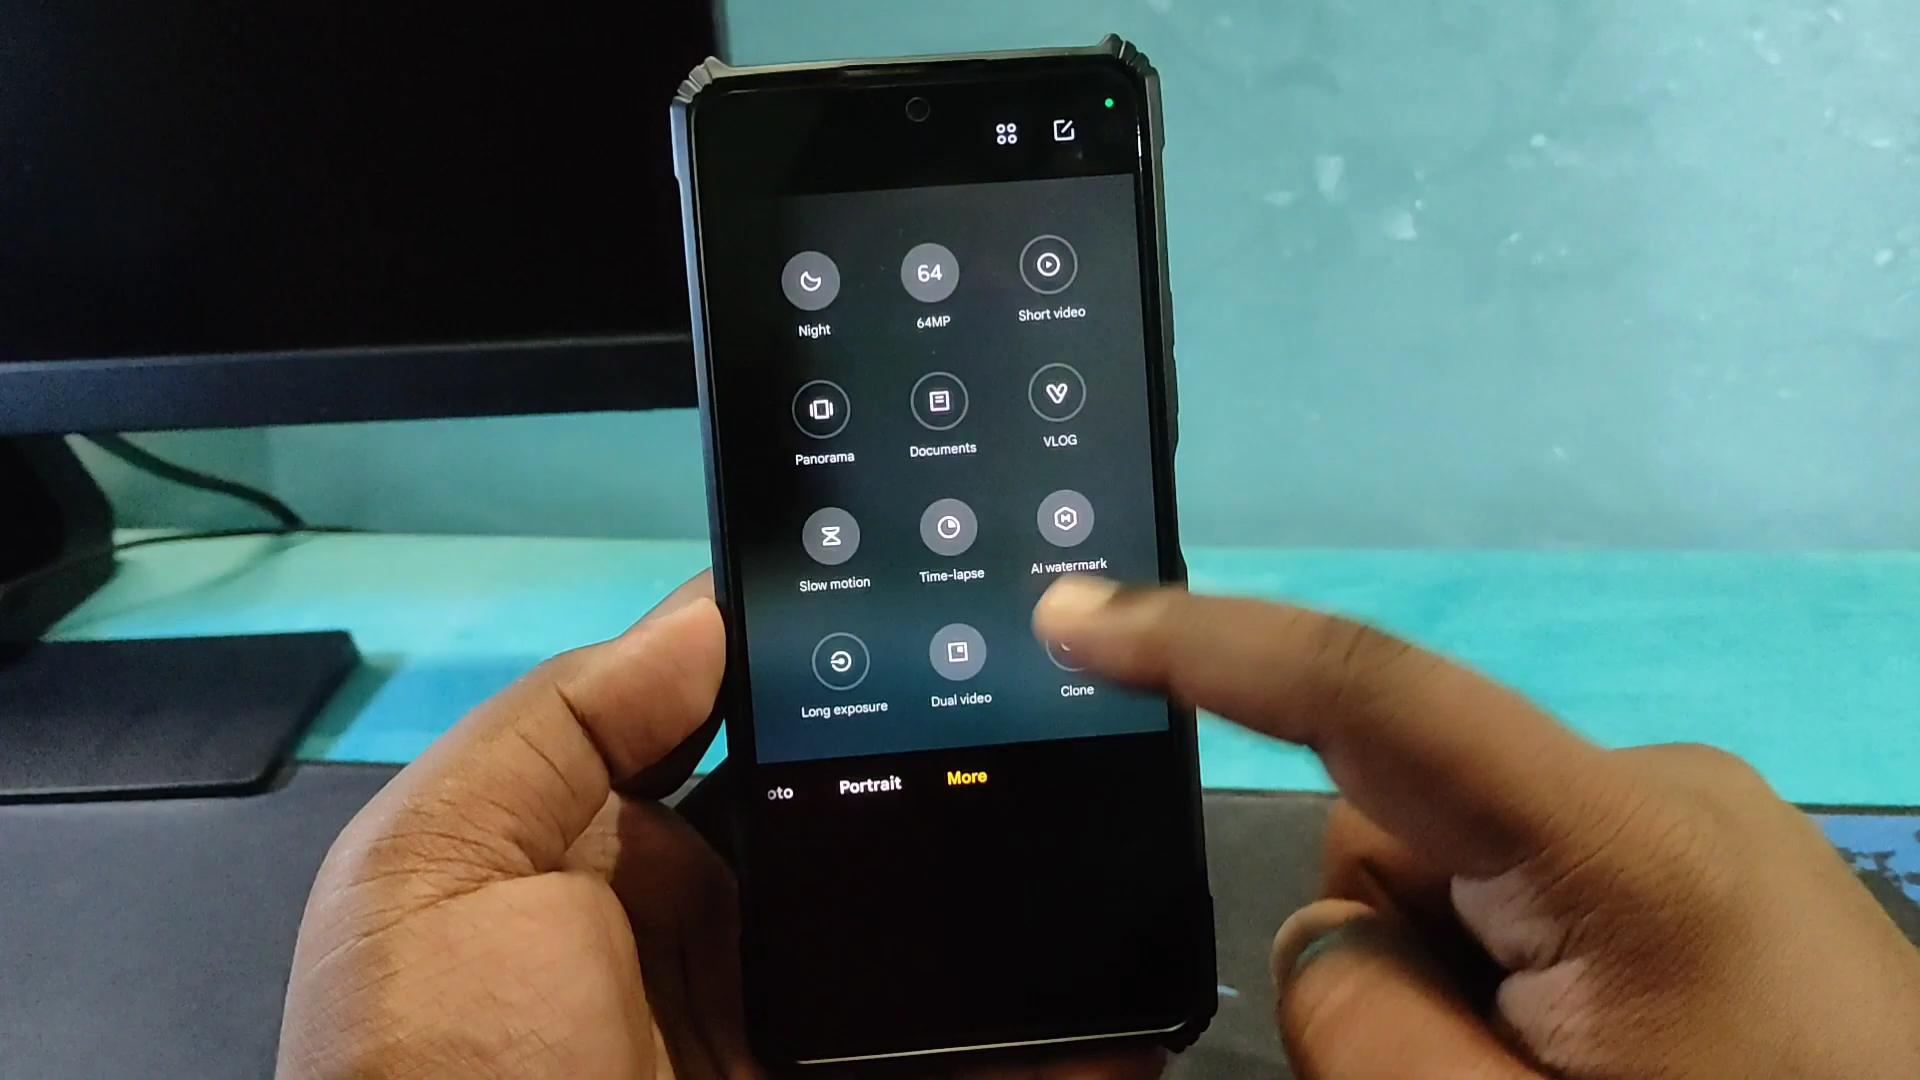 64
Night
64MP
Short video
Panorama
Documents
VLOG
Slow motion
Time-lapse
AI watermark
Long exposure
Dual video
Clone
oto
Portrait
More